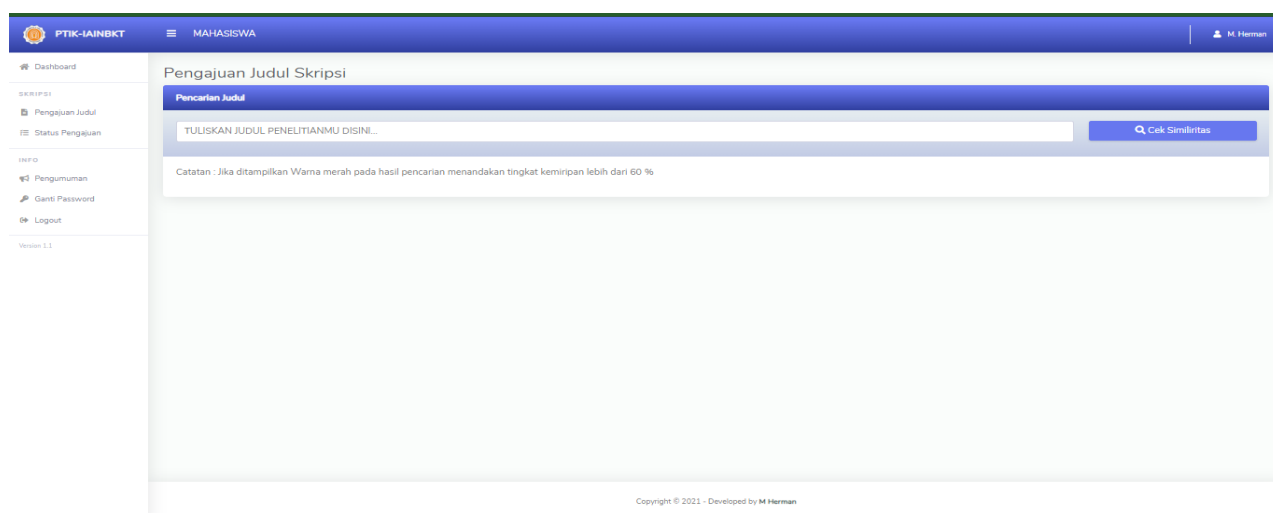 PTIK-IAINBKT
MAHASISWA
M. Herman
Dashboard
SKRIPSI
Pengajuan Judul
Status Pengajuan
INFO
Pengumuman
Ganti Password
Logout
Version 1.1
Pengajuan Judul Skripsi
Pencarian Judul
TULISKAN JUDUL PENELITIANMU DISINI...
Cek Similiritas
Catatan : Jika ditampilkan Warna merah pada hasil pencarian menandakan tingkat kemiripan lebih dari 60 %
Copyright © 2021 - Developed by M Herman